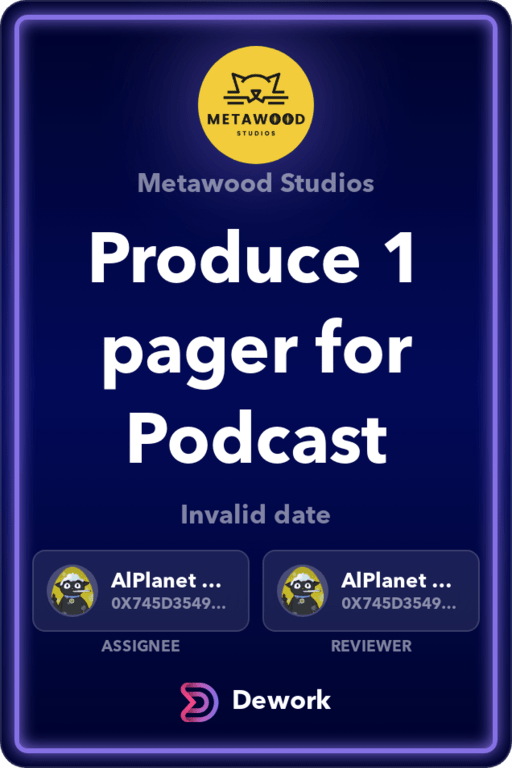 METAWOOD
STUDIOS
Metawood Studios
Produce 1
pager for
Podcast
Invalid date
AlPlanet ...
0X745D3549...
ASSIGNEE
AlPlanet ...
0X745D3549...
REVIEWER
Dework